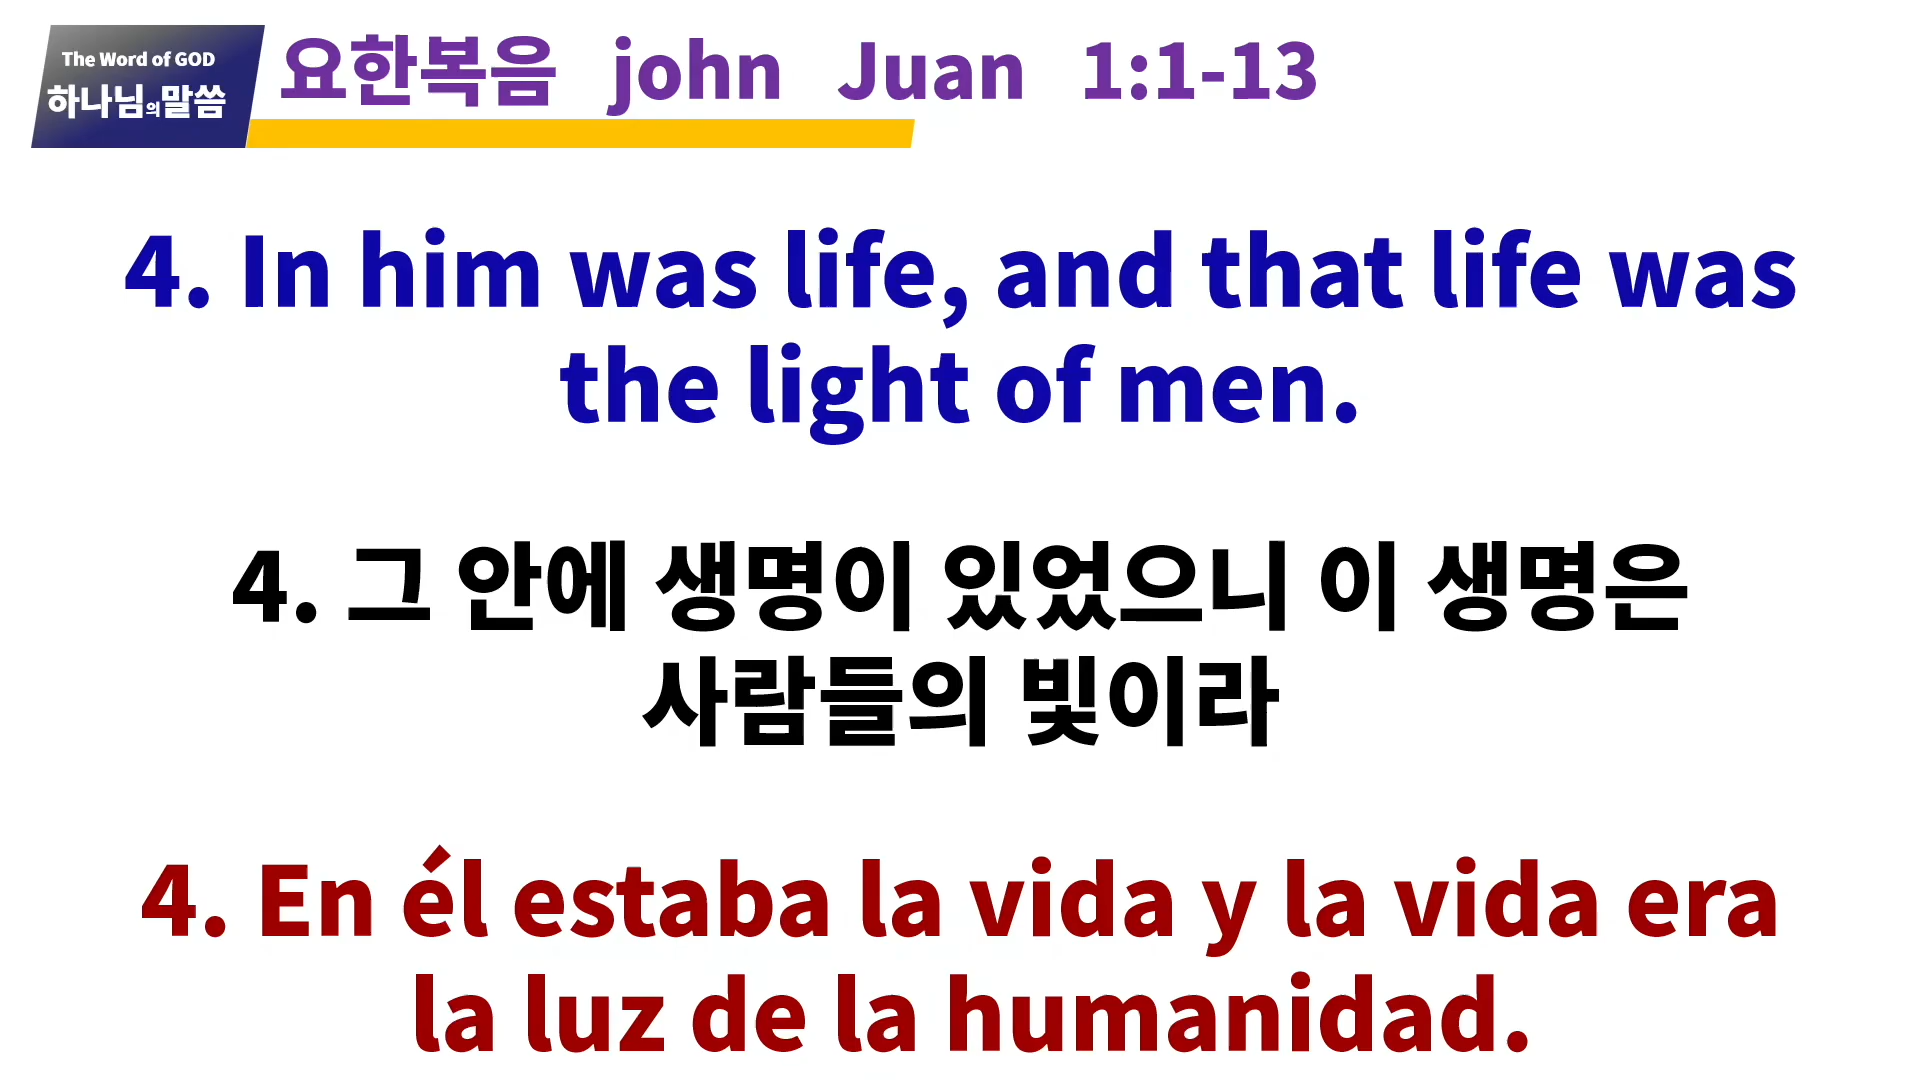 The Word of GOD
하나님의말씀
요한복음 john Juan 1:1-13
4. In him was life, and that life was
the light of men.
4. 그 안에 생명이 있었으니 이 생명은
사람들의 빛이라
4. En él estaba la vida y la vida era
la luz de la humanidad.